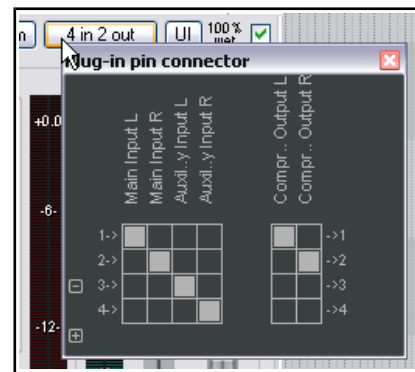 4 in 2 out UI 100% wet
Plug-in pin connector
Main Input L
Main Input R
Auxil..y Input L
Auxil..y Input R
Compr.. Output L
Compr.. Output R
+0.0
-6-
-12-
1->
2->
3->
4->
->1
->2
->3
->4